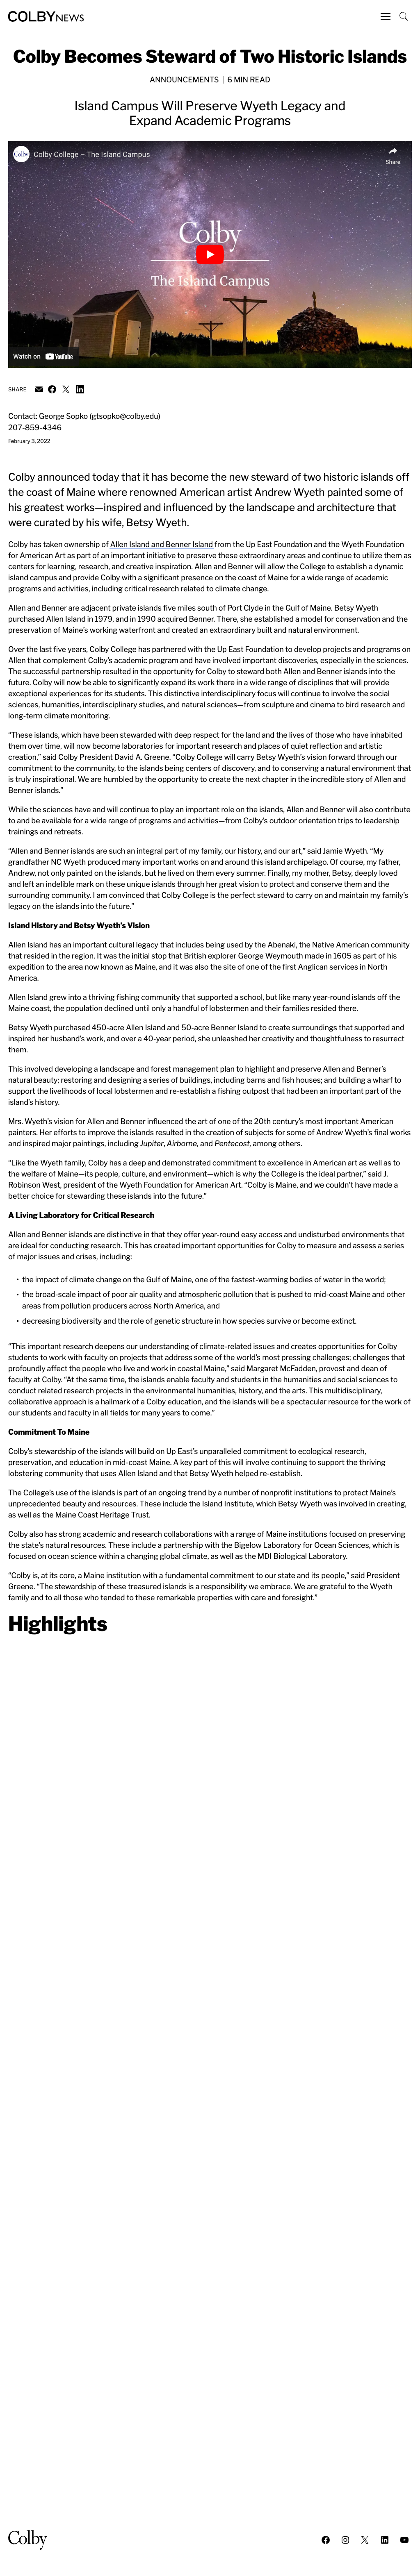 COLBY NEWS
Colby Becomes Steward of Two Historic Islands
ANNOUNCEMENTS | 6 MIN READ
Island Campus Will Preserve Wyeth Legacy and
Expand Academic Programs
Colby
Colby College – The Island Campus
Share
Colby
The Island Campus
Watch on YouTube
SHARE
Contact: George Sopko (gtsopko@colby.edu)
207-859-4346
February 3, 2022
Colby announced today that it has become the new steward of two historic islands off
the coast of Maine where renowned American artist Andrew Wyeth painted some of
his greatest works—inspired and influenced by the landscape and architecture that
were curated by his wife, Betsy Wyeth.
Colby has taken ownership of Allen Island and Benner Island from the Up East Foundation and the Wyeth Foundation
for American Art as part of an important initiative to preserve these extraordinary areas and continue to utilize them as
centers for learning, research, and creative inspiration. Allen and Benner will allow the College to establish a dynamic
island campus and provide Colby with a significant presence on the coast of Maine for a wide range of academic
programs and activities, including critical research related to climate change.
Allen and Benner are adjacent private islands five miles south of Port Clyde in the Gulf of Maine. Betsy Wyeth
purchased Allen Island in 1979, and in 1990 acquired Benner. There, she established a model for conservation and the
preservation of Maine's working waterfront and created an extraordinary built and natural environment.
Over the last five years, Colby College has partnered with the Up East Foundation to develop projects and programs on
Allen that complement Colby's academic program and have involved important discoveries, especially in the sciences.
The successful partnership resulted in the opportunity for Colby to steward both Allen and Benner islands into the
future. Colby will now be able to significantly expand its work there in a wide range of disciplines that will provide
exceptional experiences for its students. This distinctive interdisciplinary focus will continue to involve the social
sciences, humanities, interdisciplinary studies, and natural sciences—from sculpture and cinema to bird research and
long-term climate monitoring.
"These islands, which have been stewarded with deep respect for the land and the lives of those who have inhabited
them over time, will now become laboratories for important research and places of quiet reflection and artistic
creation," said Colby President David A. Greene. "Colby College will carry Betsy Wyeth's vision forward through our
commitment to the community, to the islands being centers of discovery, and to conserving a natural environment that
is truly inspirational. We are humbled by the opportunity to create the next chapter in the incredible story of Allen and
Benner islands."
While the sciences have and will continue to play an important role on the islands, Allen and Benner will also contribute
to and be available for a wide range of programs and activities—from Colby's outdoor orientation trips to leadership
trainings and retreats.
"Allen and Benner islands are such an integral part of my family, our history, and our art," said Jamie Wyeth. "My
grandfather NC Wyeth produced many important works on and around this island archipelago. Of course, my father,
Andrew, not only painted on the islands, but he lived on them every summer. Finally, my mother, Betsy, deeply loved
and left an indelible mark on these unique islands through her great vision to protect and conserve them and the
surrounding community. I am convinced that Colby College is the perfect steward to carry on and maintain my family's
legacy on the islands into the future."
Island History and Betsy Wyeth's Vision
Allen Island has an important cultural legacy that includes being used by the Abenaki, the Native American community
that resided in the region. It was the initial stop that British explorer George Weymouth made in 1605 as part of his
expedition to the area now known as Maine, and it was also the site of one of the first Anglican services in North
America.
Allen Island grew into a thriving fishing community that supported a school, but like many year-round islands off the
Maine coast, the population declined until only a handful of lobstermen and their families resided there.
Betsy Wyeth purchased 450-acre Allen Island and 50-acre Benner Island to create surroundings that supported and
inspired her husband's work, and over a 40-year period, she unleashed her creativity and thoughtfulness to resurrect
them.
This involved developing a landscape and forest management plan to highlight and preserve Allen and Benner's
natural beauty; restoring and designing a series of buildings, including barns and fish houses; and building a wharf to
support the livelihoods of local lobstermen and re-establish a fishing outpost that had been an important part of the
island's history.
Mrs. Wyeth's vision for Allen and Benner influenced the art of one of the 20th century's most important American
painters. Her efforts to improve the islands resulted in the creation of subjects for some of Andrew Wyeth's final works
and inspired major paintings, including Jupiter, Airborne, and Pentecost, among others.
"Like the Wyeth family, Colby has a deep and demonstrated commitment to excellence in American art as well as to
the welfare of Maine—its people, culture, and environment—which is why the College is the ideal partner," said J.
Robinson West, president of the Wyeth Foundation for American Art. "Colby is Maine, and we couldn't have made a
better choice for stewarding these islands into the future."
A Living Laboratory for Critical Research
Allen and Benner islands are distinctive in that they offer year-round easy access and undisturbed environments that
are ideal for conducting research. This has created important opportunities for Colby to measure and assess a series
of major issues and crises, including:
• the impact of climate change on the Gulf of Maine, one of the fastest-warming bodies of water in the world;
• the broad-scale impact of poor air quality and atmospheric pollution that is pushed to mid-coast Maine and other
areas from pollution producers across North America, and
• decreasing biodiversity and the role of genetic structure in how species survive or become extinct.
"This important research deepens our understanding of climate-related issues and creates opportunities for Colby
students to work with faculty on projects that address some of the world's most pressing challenges; challenges that
profoundly affect the people who live and work in coastal Maine," said Margaret McFadden, provost and dean of
faculty at Colby. "At the same time, the islands enable faculty and students in the humanities and social sciences to
conduct related research projects in the environmental humanities, history, and the arts. This multidisciplinary,
collaborative approach is a hallmark of a Colby education, and the islands will be a spectacular resource for the work of
our students and faculty in all fields for many years to come."
Commitment To Maine
Colby's stewardship of the islands will build on Up East's unparalleled commitment to ecological research,
preservation, and education in mid-coast Maine. A key part of this will involve continuing to support the thriving
lobstering community that uses Allen Island and that Betsy Wyeth helped re-establish.
The College's use of the islands is part of an ongoing trend by a number of nonprofit institutions to protect Maine's
unprecedented beauty and resources. These include the Island Institute, which Betsy Wyeth was involved in creating,
as well as the Maine Coast Heritage Trust.
Colby also has strong academic and research collaborations with a range of Maine institutions focused on preserving
the state's natural resources. These include a partnership with the Bigelow Laboratory for Ocean Sciences, which is
focused on ocean science within a changing global climate, as well as the MDI Biological Laboratory.
"Colby is, at its core, a Maine institution with a fundamental commitment to our state and its people," said President
Greene. "The stewardship of these treasured islands is a responsibility we embrace. We are grateful to the Wyeth
family and to all those who tended to these remarkable properties with care and foresight."
Highlights
Colby